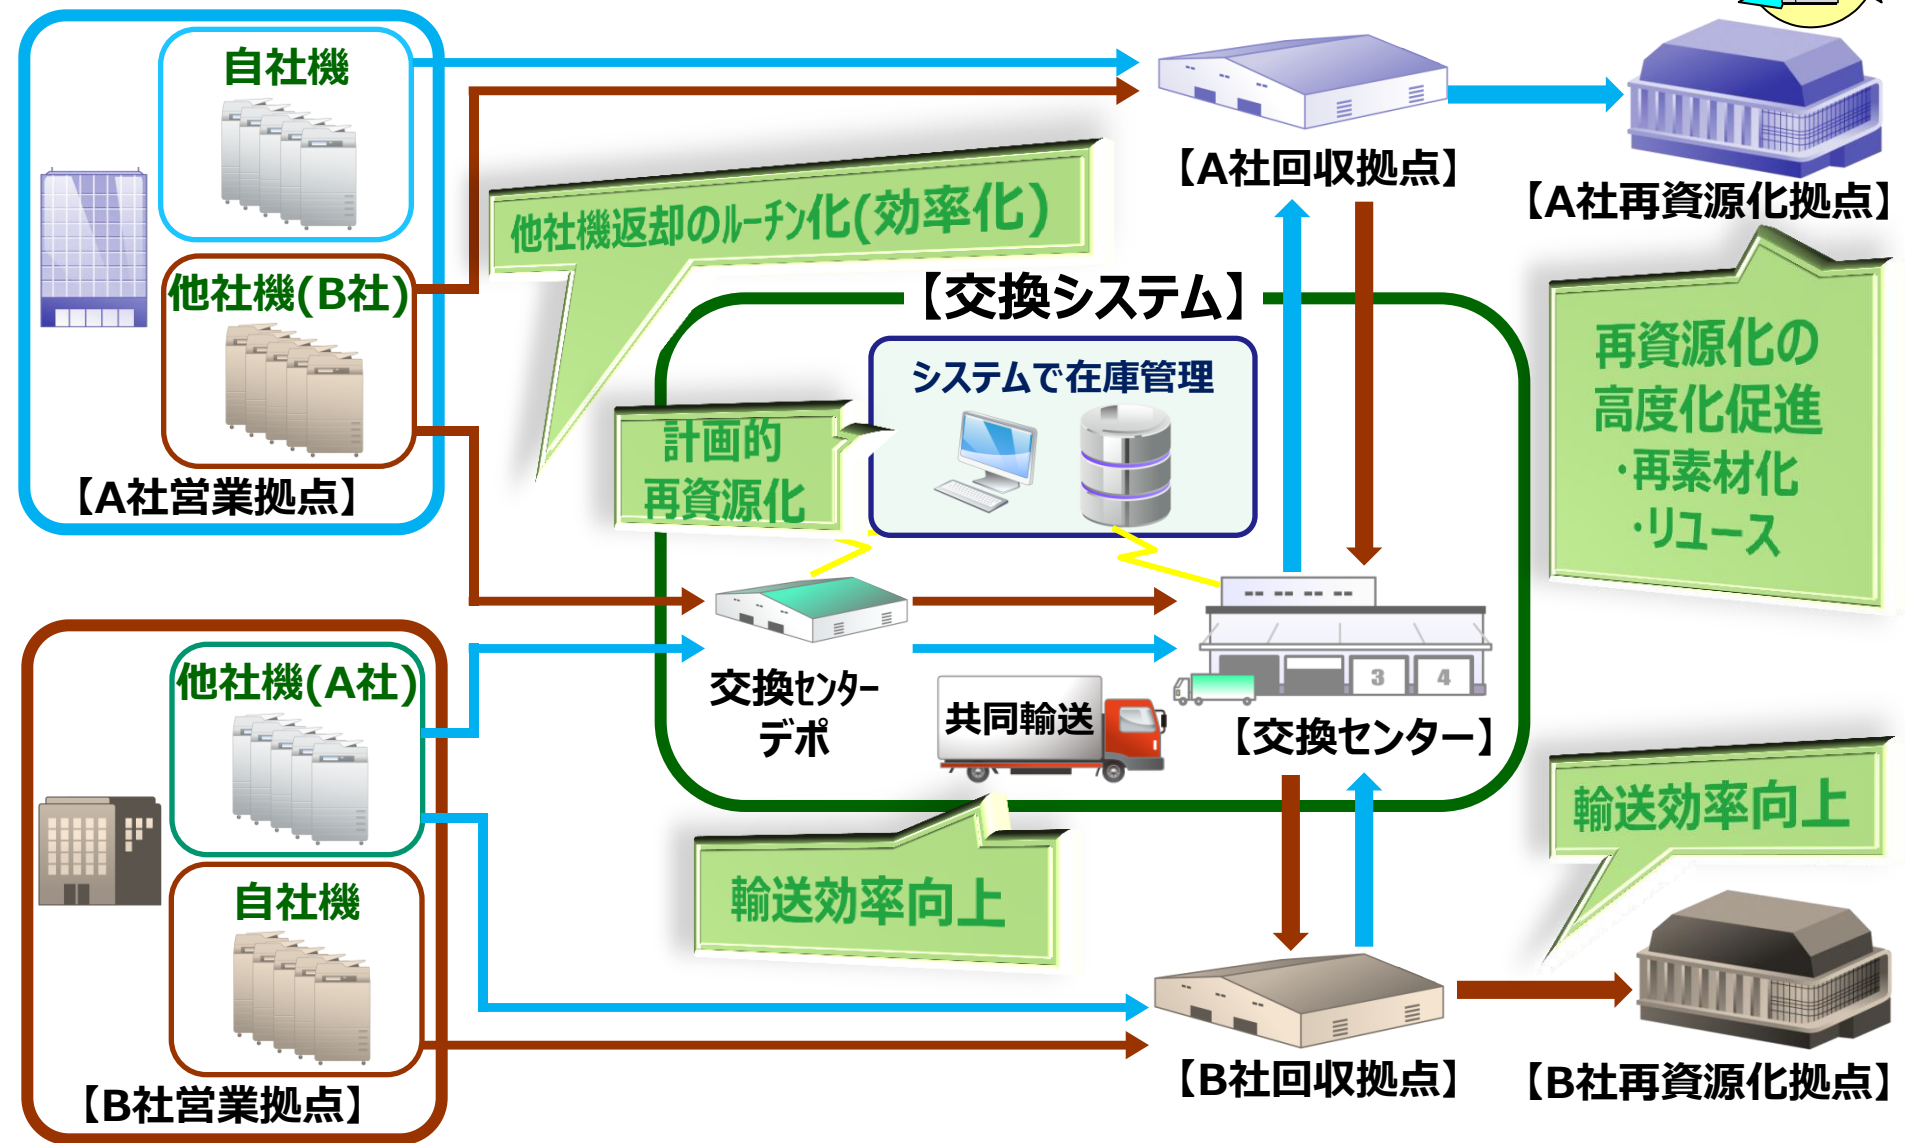 自社機
他社機(B社)
【A社営業拠点】
他社機返却のルーチン化(効率化)
【A社回収拠点】
【A社再資源化拠点】
【交換システム】
システムで在庫管理
計画的
再資源化
再資源化の
高度化促進
・再素材化
・リユース
他社機(A社)
自社機
【B社営業拠点】
交換センター
デポ
共同輸送
3
4
【交換センター】
輸送効率向上
輸送効率向上
【B社回収拠点】
【B社再資源化拠点】